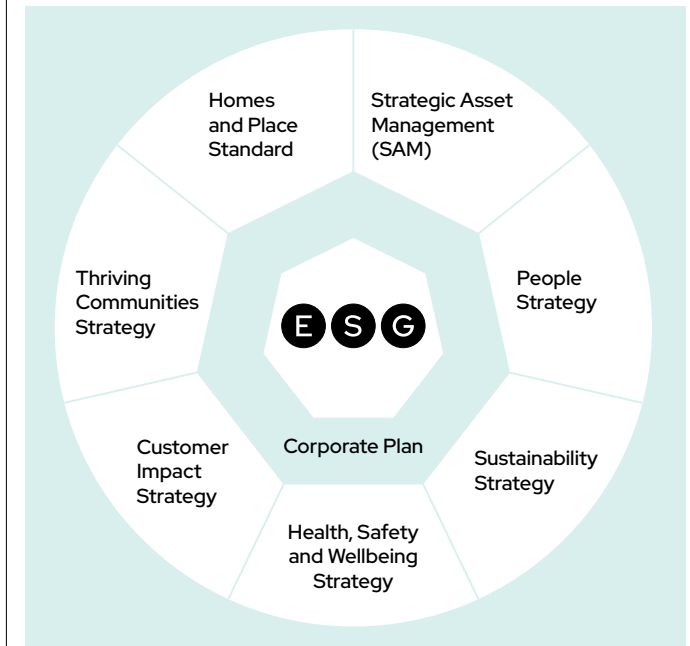 Homes
and Place
Standard
Strategic Asset
Management
(SAM)
Thriving
Communities
Strategy
People
Strategy
E S G
Customer
Impact
Strategy
Corporate Plan
Sustainability
Strategy
Health, Safety
and Wellbeing
Strategy